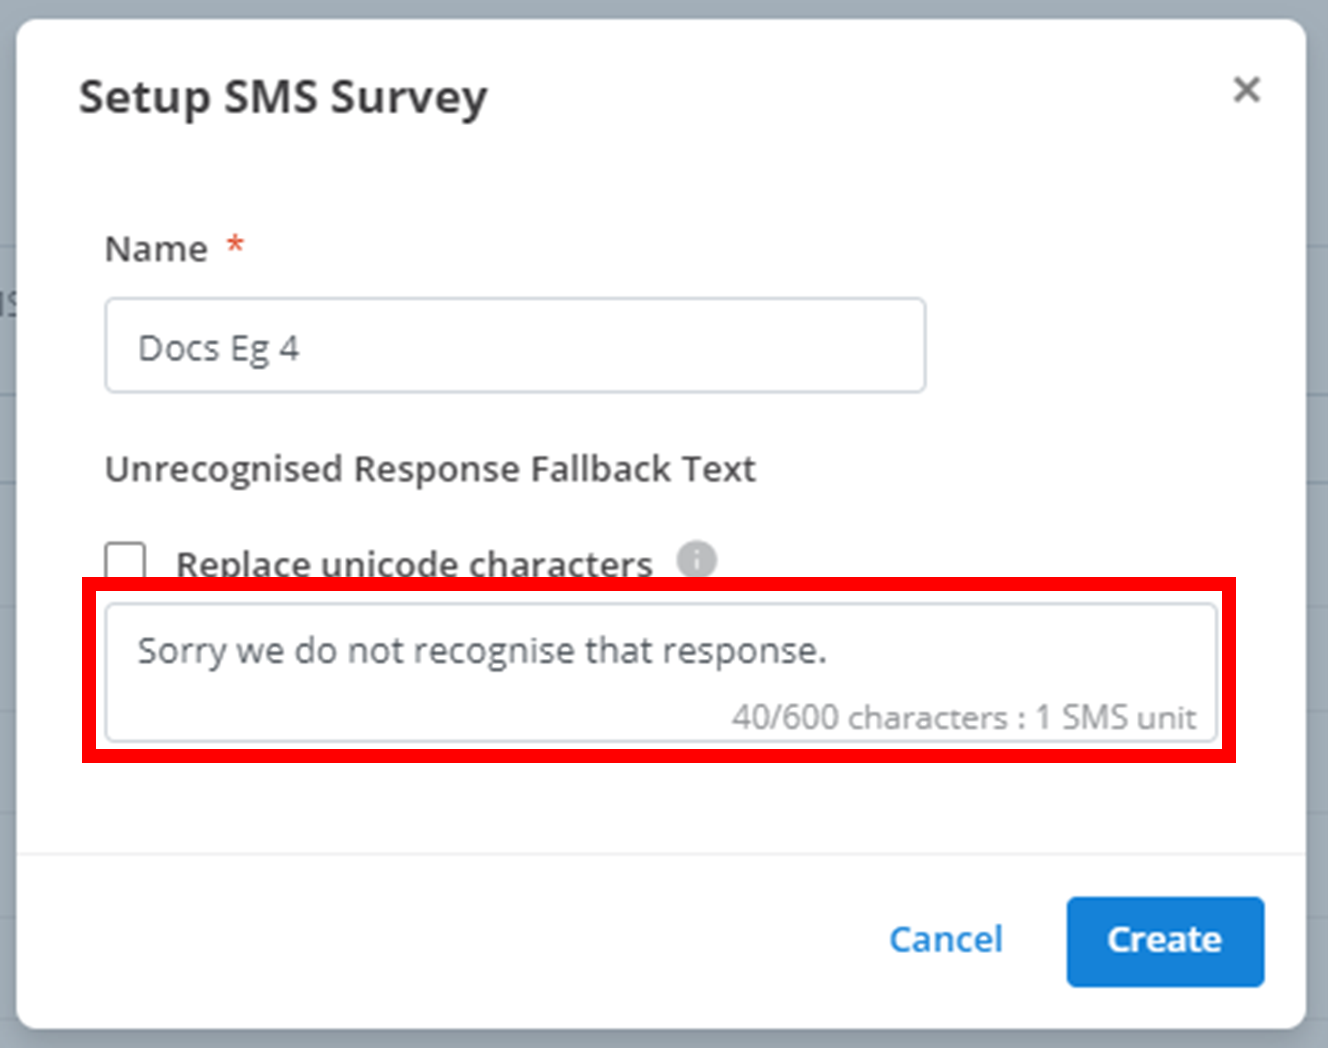 Setup SMS Survey
×
Name *
Docs Eg 4
Unrecognised Response Fallback Text
Replace unicode characters i
Sorry we do not recognise that response.
40/600 characters : 1 SMS unit
Cancel
Create